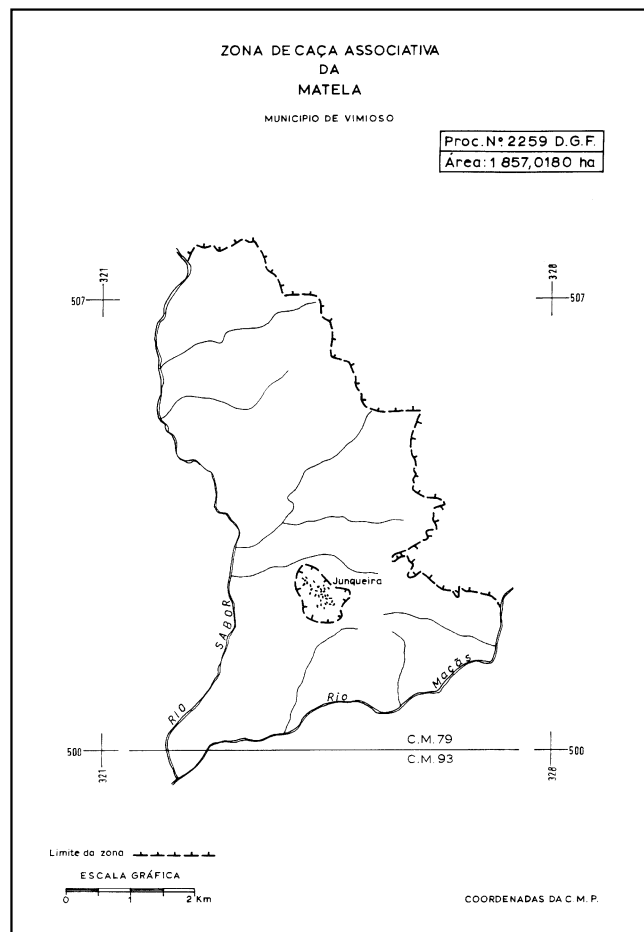 ZONA DE CAÇA ASSOCIATIVA
DA
MATELA
MUNICIPIO DE VIMIOSO
Proc. Nº 2259 D.G.F.
Área: 1 857,0180 ha
321
507
328
507
Junqueira
RIO SABOR
Rio Maçãs
C.M. 79
C.M. 93
500
321
500
328
Limite da zona
ESCALA GRÁFICA
0 1 2 Km
COORDENADAS DA C. M. P.